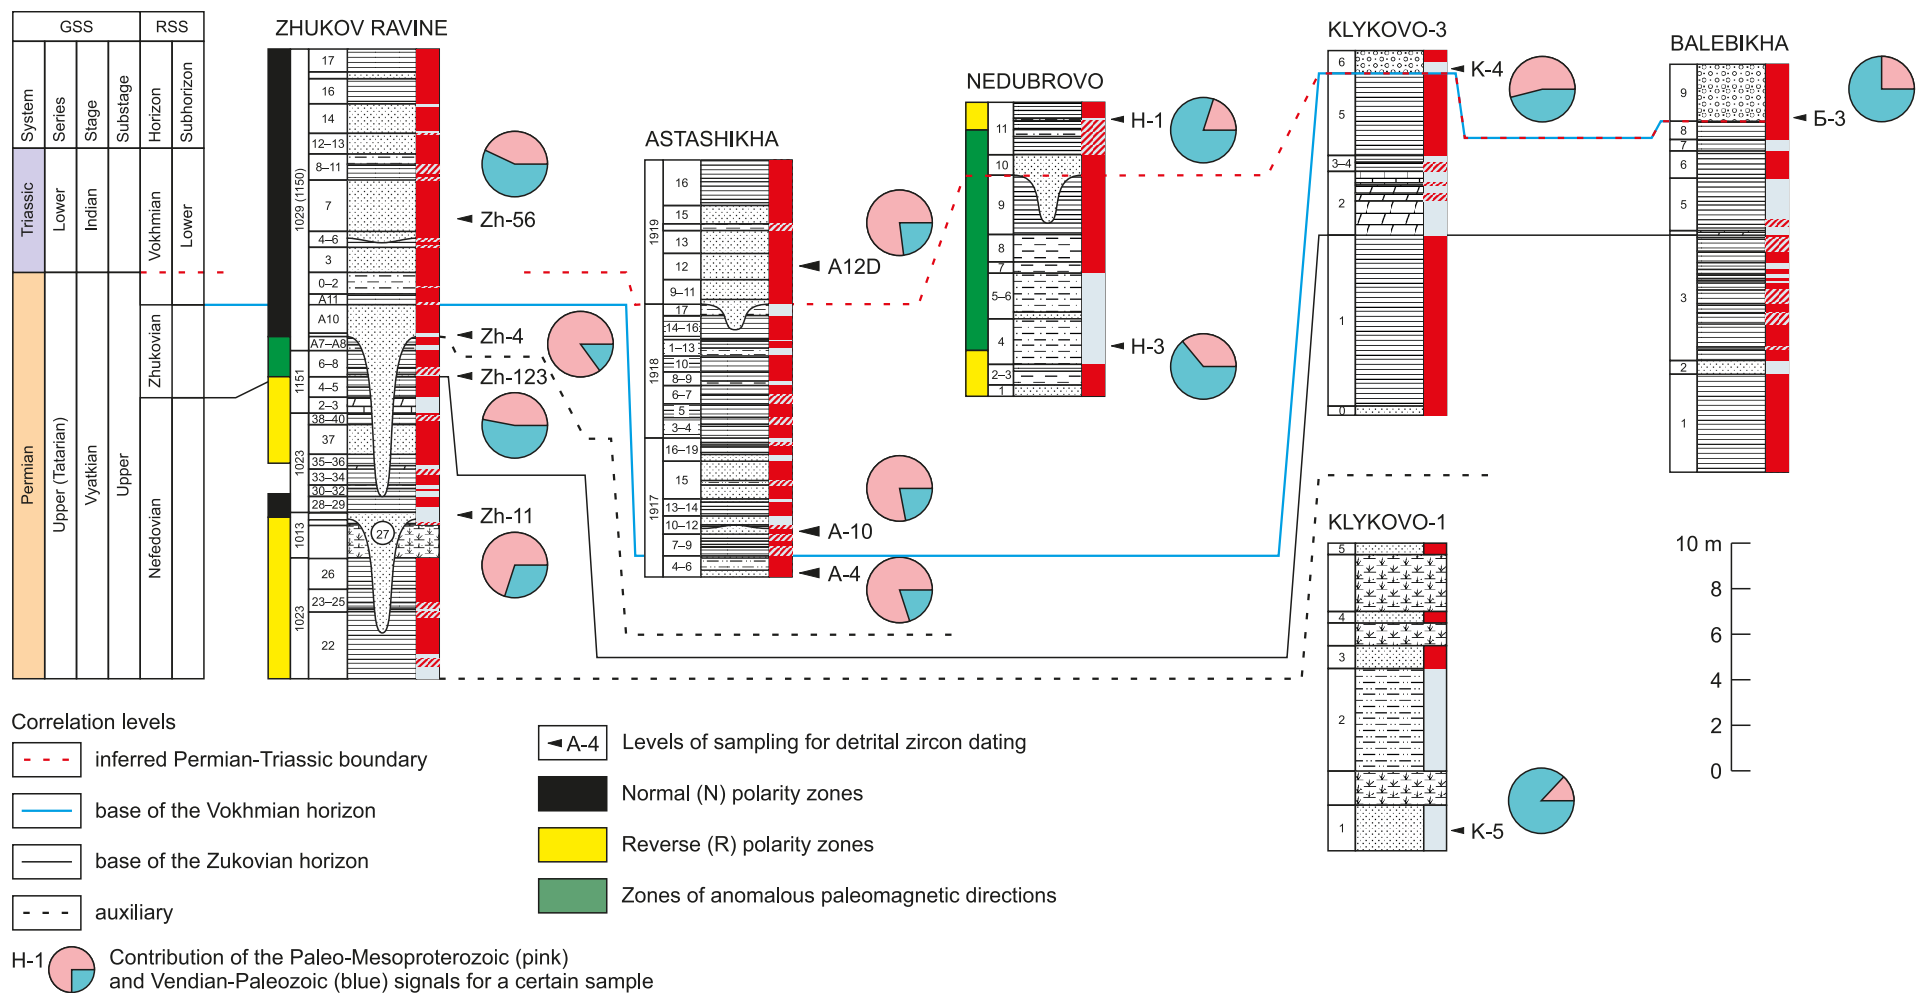 GSS
RSS
System
Series
Stage
Substage
Horizon
Subhorizon
Triassic
Lower
Indian
Vokhmian
Lower
Permian
Upper (Tatarian)
Vyatkian
Upper
Zhukovian
Nefedovian
ZHUKOV RAVINE
1029 (1150)
1151
1023
1013
1023
17
16
14
12–13
8–11
7
4–6
3
0–2
A11
A10
A7–A8
6–8
4–5
2–3
38–40
37
35–36
33–34
30–32
28–29
27
26
23–25
22
Zh-56
Zh-4
Zh-123
Zh-11
ASTASHIKHA
1919
1918
1917
16
15
13
12
9–11
17
14–16
1–13
10
8–9
6–7
5
3–4
16–19
15
13–14
10–12
7–9
4–6
A12D
A-10
A-4
NEDUBROVO
11
10
9
8
7
5–6
4
2–3
1
H-1
H-3
KLYKOVO-3
6
5
3–4
2
1
0
K-4
BALEBIKHA
9
8
7
6
5
4
3
2
1
Б-3
KLYKOVO-1
5
4
3
2
1
K-5
10 m
8
6
4
2
0
Correlation levels
inferred Permian-Triassic boundary
base of the Vokhmian horizon
base of the Zukovian horizon
auxiliary
H-1
Contribution of the Paleo-Mesoproterozoic (pink)
and Vendian-Paleozoic (blue) signals for a certain sample
A-4
Levels of sampling for detrital zircon dating
Normal (N) polarity zones
Reverse (R) polarity zones
Zones of anomalous paleomagnetic directions